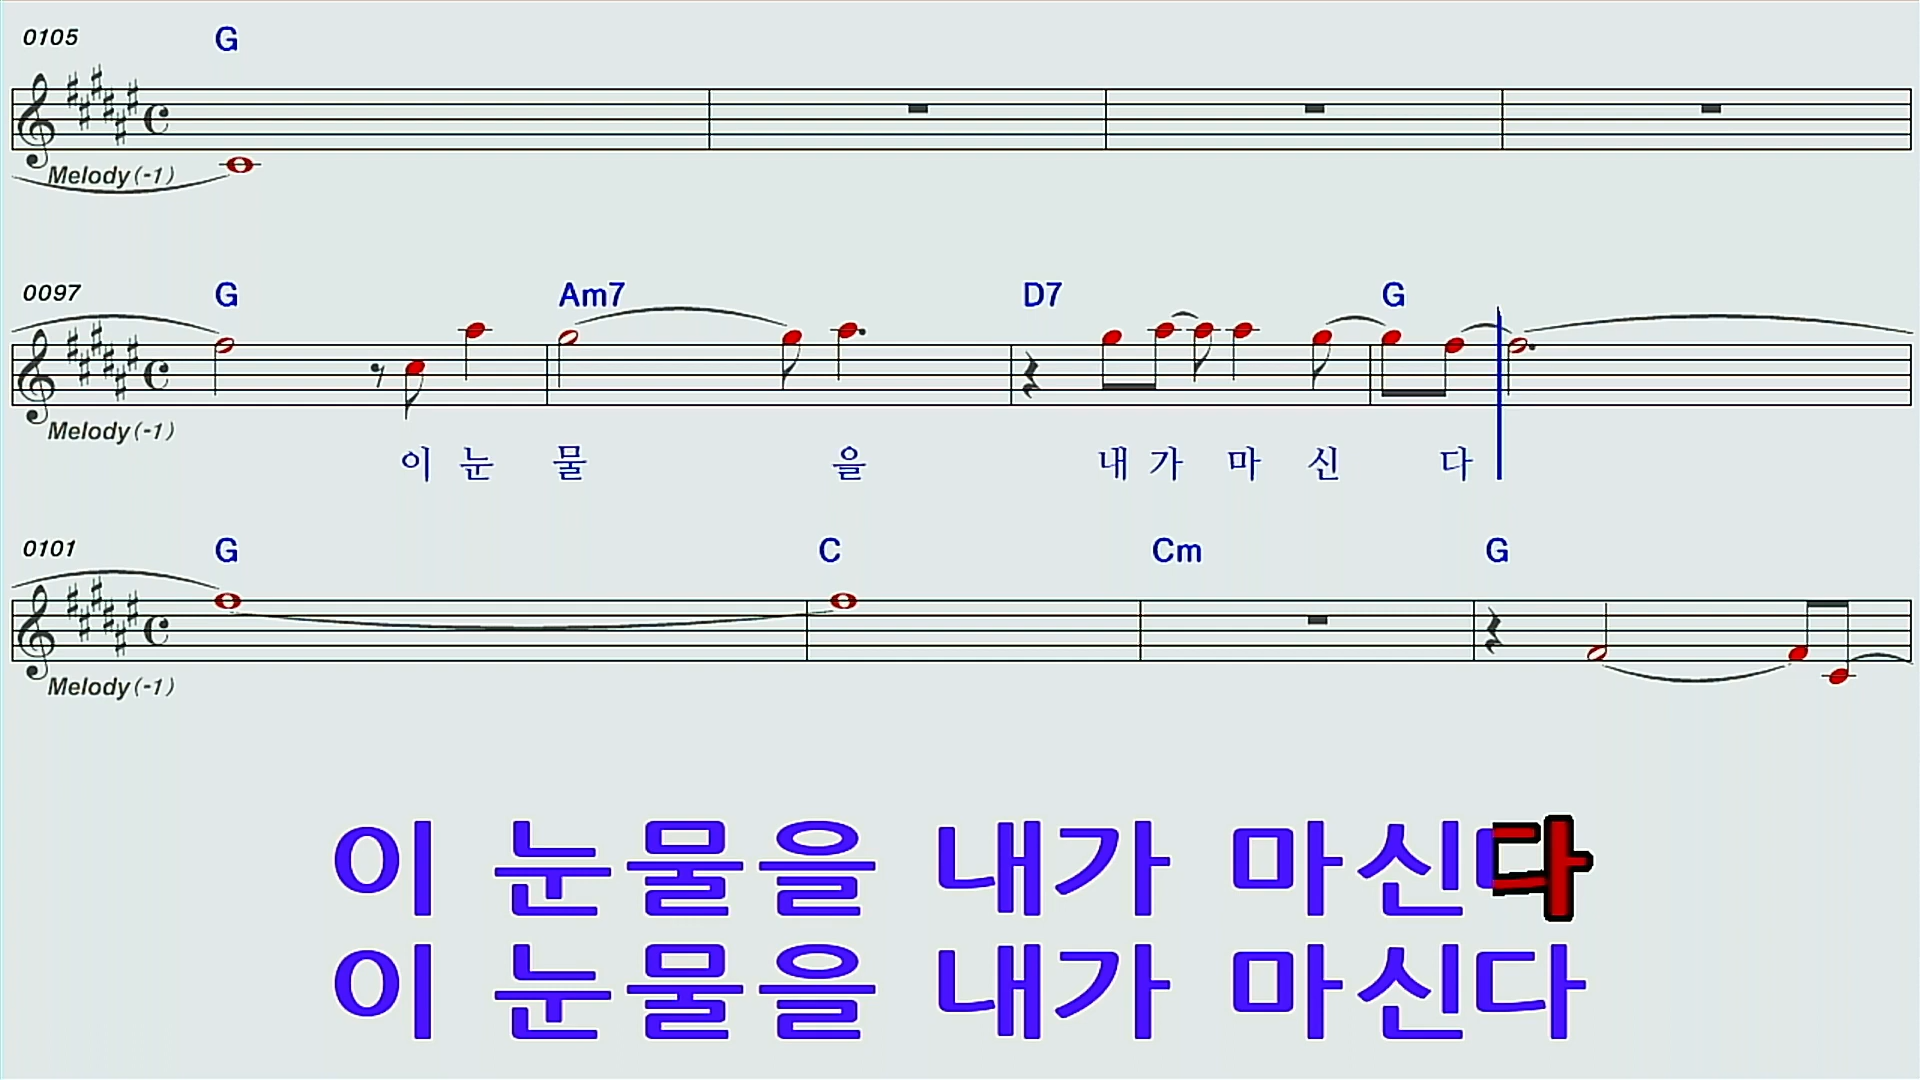 0105 G
Melody(-1)
0097 G Am7 D7 G
Melody(-1)
이 눈 물 을 내 가 마 신 다
0101 G C Cm G
Melody(-1)
이 눈물을 내가 마신다
이 눈물을 내가 마신다